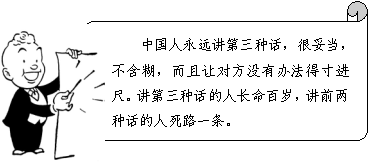 中国人永远讲第三种话，很妥当，
不含糊，而且让对方没有办法得寸进
尺。讲第三种话的人长命百岁，讲前两
种话的人死路一条。